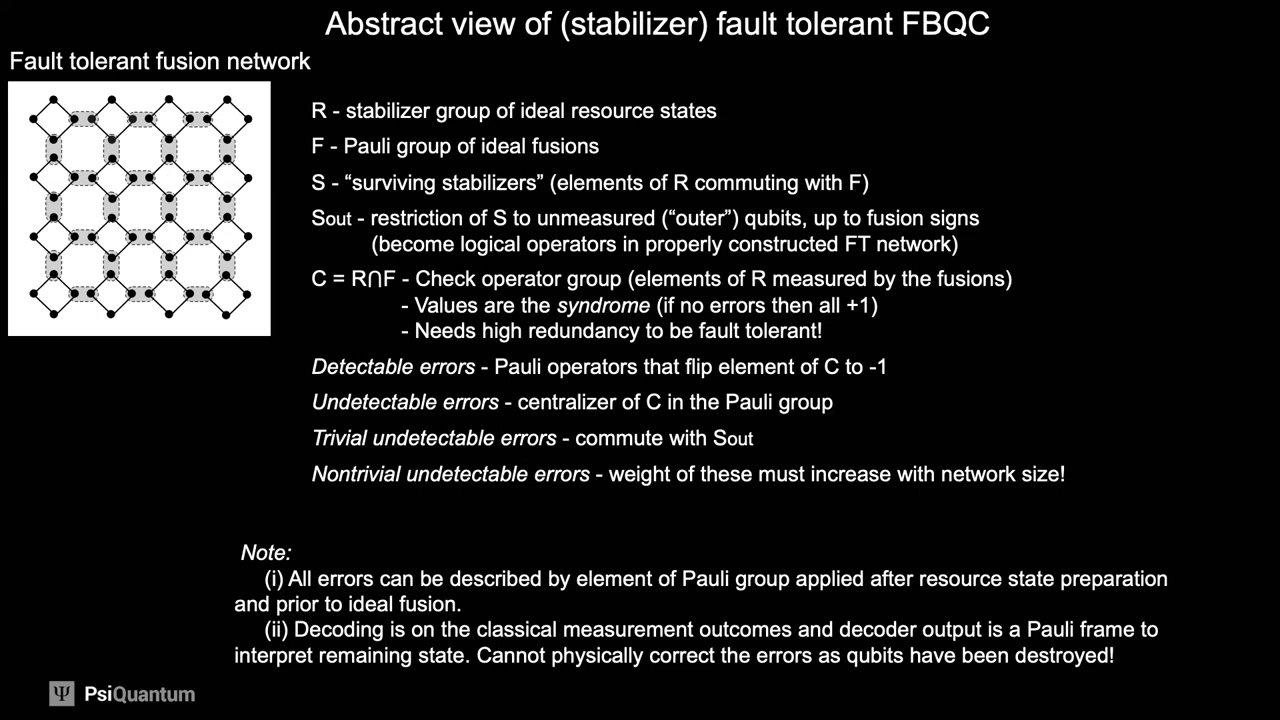 Abstract view of (stabilizer) fault tolerant FBQC
Fault tolerant fusion network
R - stabilizer group of ideal resource states
F - Pauli group of ideal fusions
S - “surviving stabilizers” (elements of R commuting with F)
Sout - restriction of S to unmeasured (“outer”) qubits, up to fusion signs
(become logical operators in properly constructed FT network)
C = R⋂F - Check operator group (elements of R measured by the fusions)
- Values are the syndrome (if no errors then all +1)
- Needs high redundancy to be fault tolerant!
Detectable errors - Pauli operators that flip element of C to -1
Undetectable errors - centralizer of C in the Pauli group
Trivial undetectable errors - commute with Sout
Nontrivial undetectable errors - weight of these must increase with network size!
Note:
(i) All errors can be described by element of Pauli group applied after resource state preparation
and prior to ideal fusion.
(ii) Decoding is on the classical measurement outcomes and decoder output is a Pauli frame to
interpret remaining state. Cannot physically correct the errors as qubits have been destroyed!
Ψ PsiQuantum